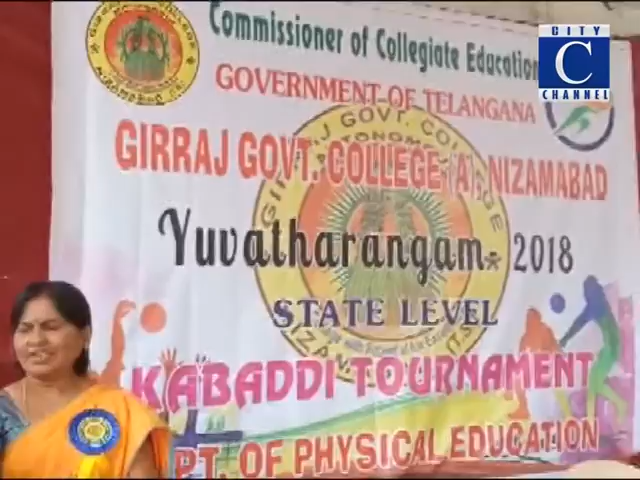 Commissioner of Collegiate Education
GOVERNMENT OF TELANGANA
CITY
C
CHANNEL
GIRRAJ GOVT. COLLEGE (A) NIZAMABAD
Yuvatharangam - 2018
STATE LEVEL
KABADDI TOURNAMENT
PT. OF PHYSICAL EDUCATION